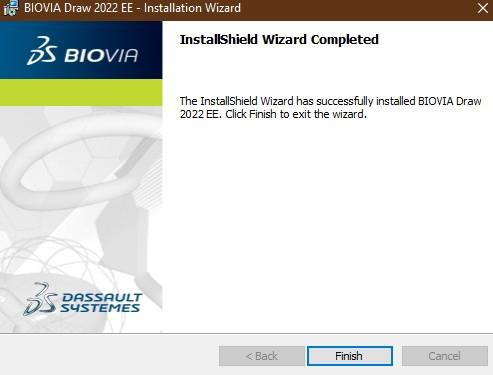 BIOVIA Draw 2022 EE - Installation Wizard
BIOVIA
InstallShield Wizard Completed
The InstallShield Wizard has successfully installed BIOVIA Draw
2022 EE. Click Finish to exit the wizard.
DASSAULT
SYSTEMES
< Back
Finish
Cancel